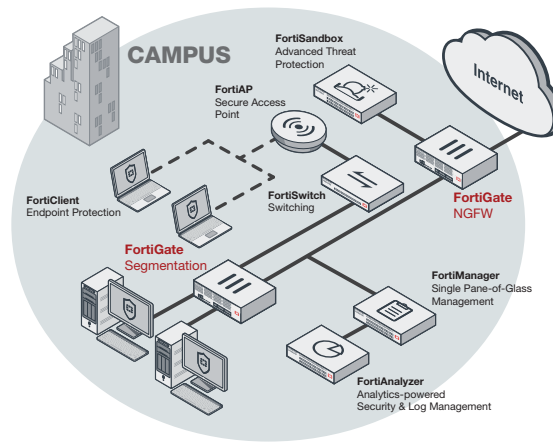 CAMPUS
FortiSandbox
Advanced Threat
Protection
Internet
FortiAP
Secure Access
Point
FortiClient
Endpoint Protection
FortiSwitch
Switching
FortiGate
NGFW
FortiGate
Segmentation
FortiManager
Single Pane-of-Glass
Management
FortiAnalyzer
Analytics-powered
Security & Log Management